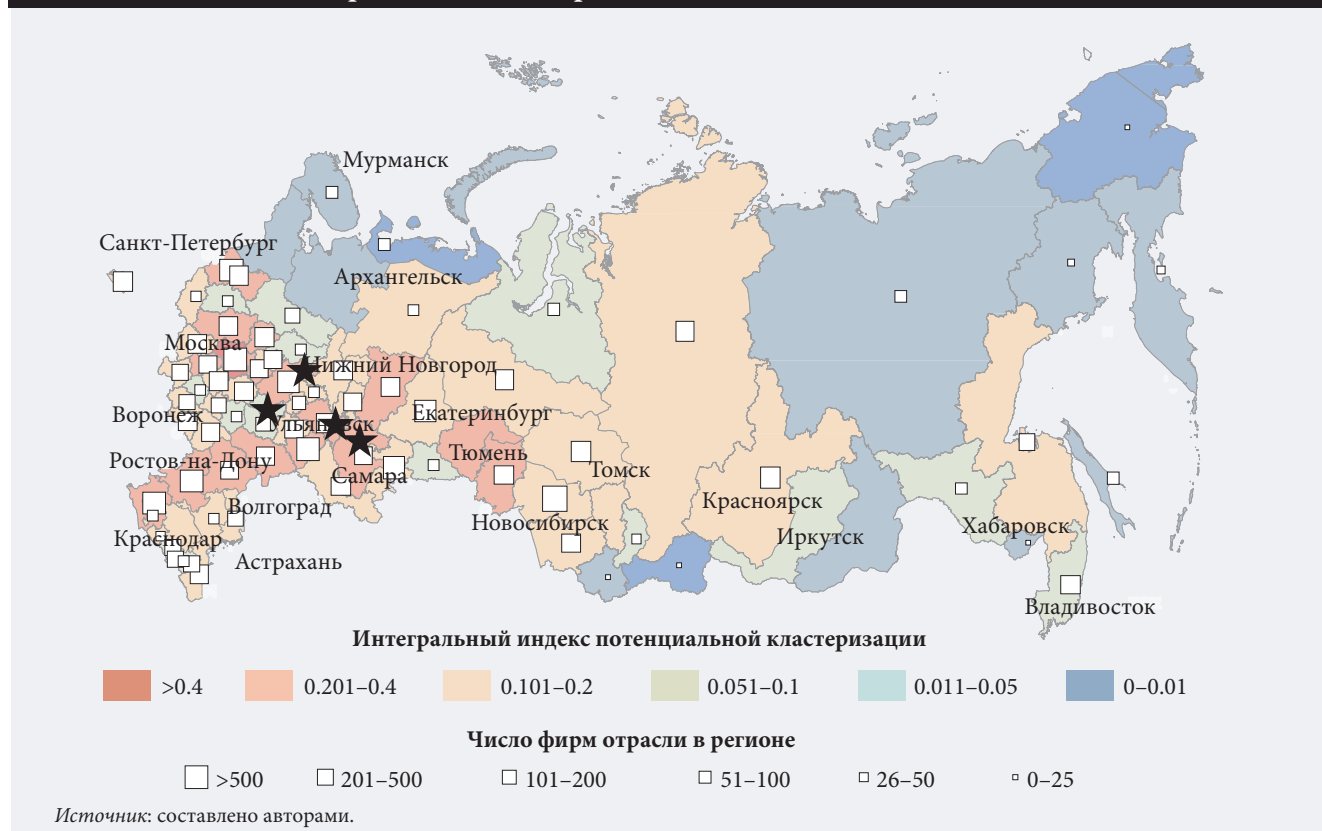 Мурманск
Санкт-Петербург
Архангельск
Москва
Нижний Новгород
Воронеж
Ульяновск
Екатеринбург
Ростов-на-Дону
Тюмень
Самара
Томск
Волгоград
Новосибирск
Красноярск
Краснодар
Иркутск
Хабаровск
Астрахань
Владивосток
Интегральный индекс потенциальной кластеризации
>0.4 0.201–0.4 0.101–0.2 0.051–0.1 0.011–0.05 0–0.01
Число фирм отрасли в регионе
>500 201–500 101–200 51–100 26–50 0–25
Источник: составлено авторами.